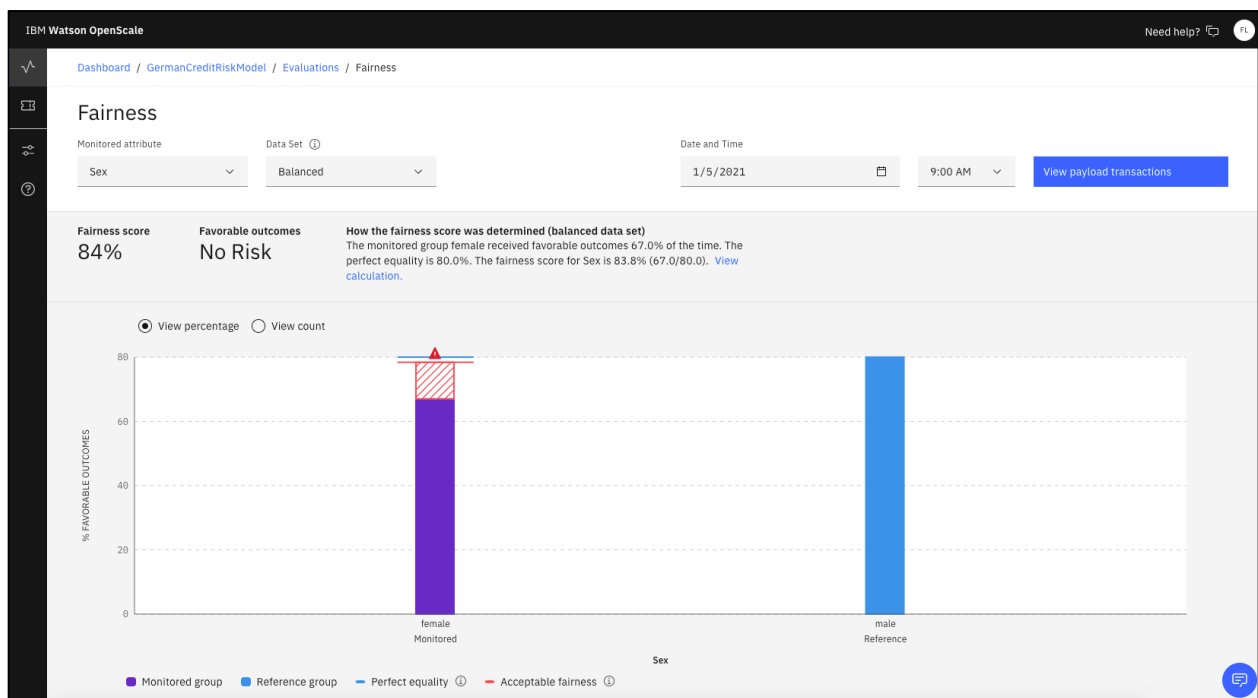 IBM Watson OpenScale
Need help?
FL
Dashboard / GermanCreditRiskModel / Evaluations / Fairness
Fairness
Monitored attribute
Data Set
Date and Time
Sex
Balanced
1/5/2021
9:00 AM
View payload transactions
Fairness score
84%
Favorable outcomes
No Risk
How the fairness score was determined (balanced data set)
The monitored group female received favorable outcomes 67.0% of the time. The
perfect equality is 80.0%. The fairness score for Sex is 83.8% (67.0/80.0). View
calculation.
View percentage
View count
80
60
40
20
0
% FAVORABLE OUTCOMES
female
Monitored
male
Reference
Sex
Monitored group
Reference group
Perfect equality
Acceptable fairness